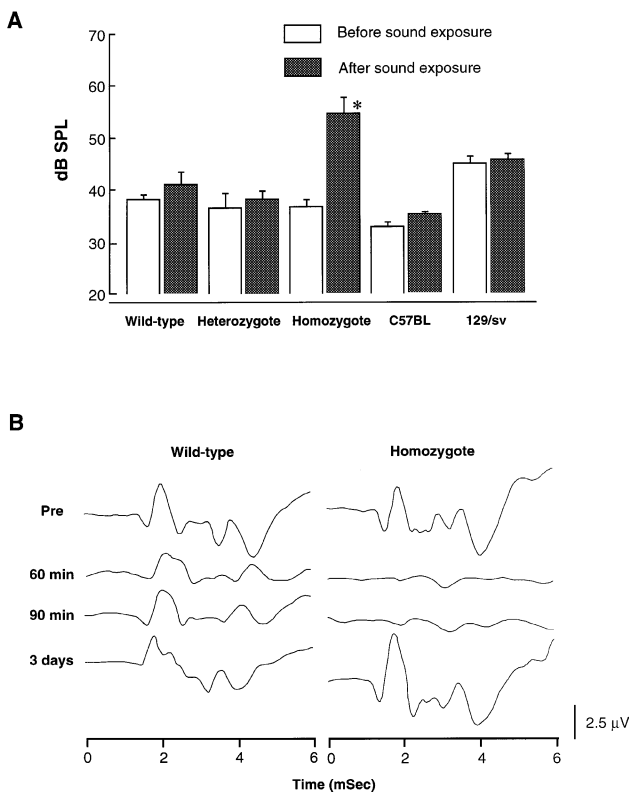 A
70
60
50
40
30
20
dB SPL
Before sound exposure
After sound exposure
*
Wild-type Heterozygote Homozygote C57BL 129/sv
B
Wild-type Homozygote
Pre
60 min
90 min
3 days
2.5 μV
0 2 4 6 0 2 4 6
Time (mSec)